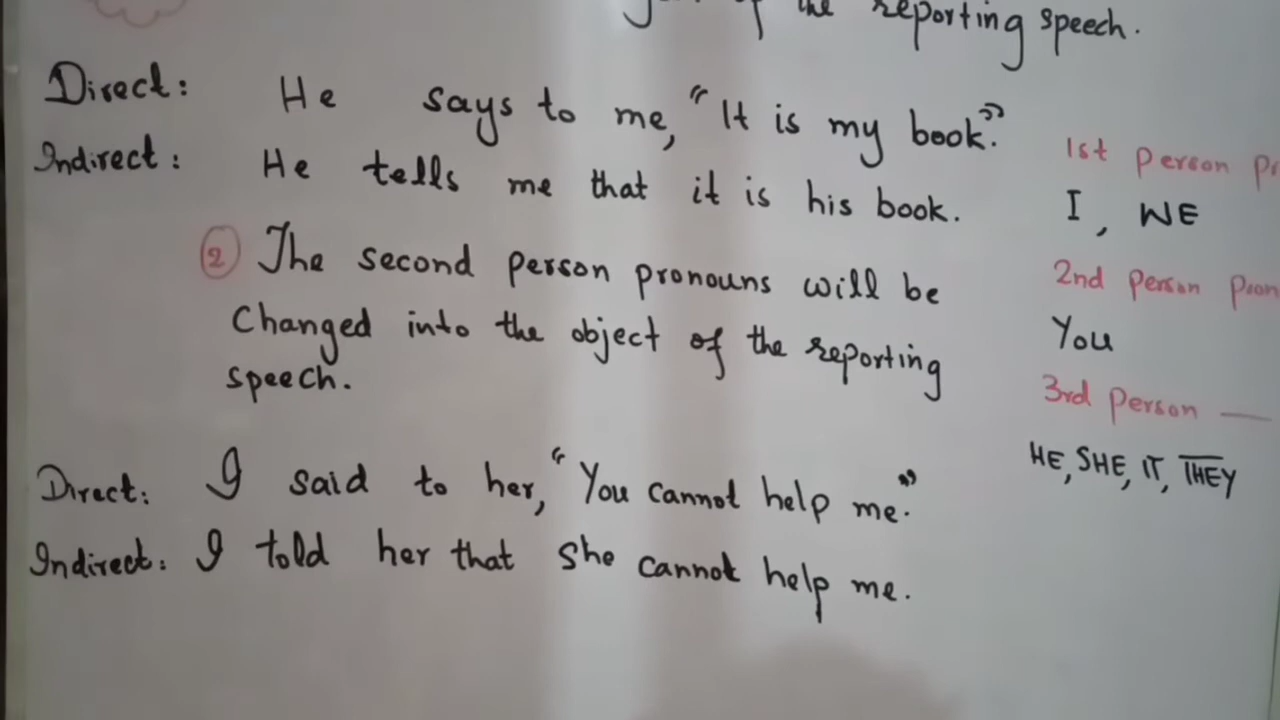 of the reporting speech.
Direct: He says to me, "It is my book."
Indirect: He tells me that it is his book.
1st person
I, WE
② The second person pronouns will be
Changed into the object of the reporting
speech.
2nd person
You
3rd person —
HE, SHE, IT, THEY
Direct: I said to her, "You cannot help me."
Indirect: I told her that she cannot help me.